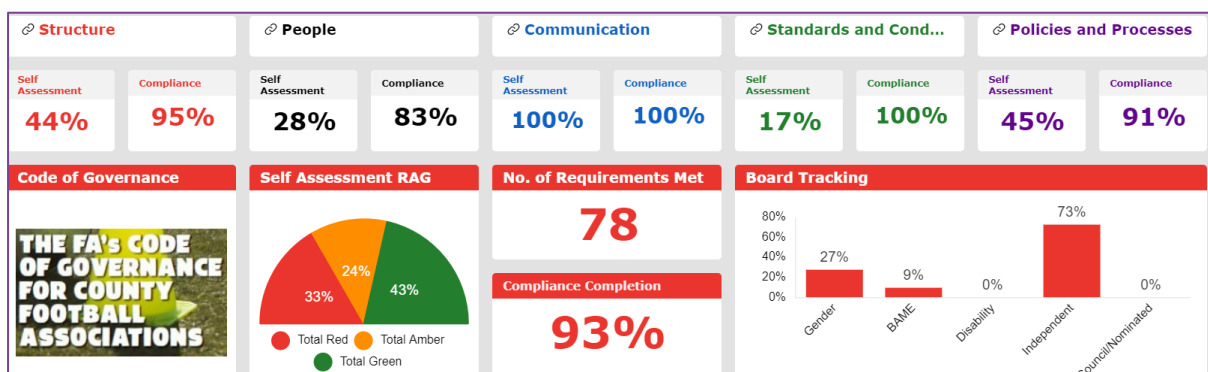 Structure
People
Communication
Standards and Cond...
Policies and Processes
Self
Assessment
Compliance
Self
Assessment
Compliance
Self
Assessment
Compliance
Self
Assessment
Compliance
Self
Assessment
Compliance
44%
95%
28%
83%
100%
100%
17%
100%
45%
91%
Code of Governance
THE FA's CODE
OF GOVERNANCE
FOR COUNTY
FOOTBALL
ASSOCIATIONS
Self Assessment RAG
33%
24%
43%
Total Red
Total Amber
Total Green
No. of Requirements Met
78
Compliance Completion
93%
Board Tracking
80%
60%
40%
20%
0%
27%
9%
0%
73%
0%
Gender
BAME
Disability
Independent
Council/Nominated